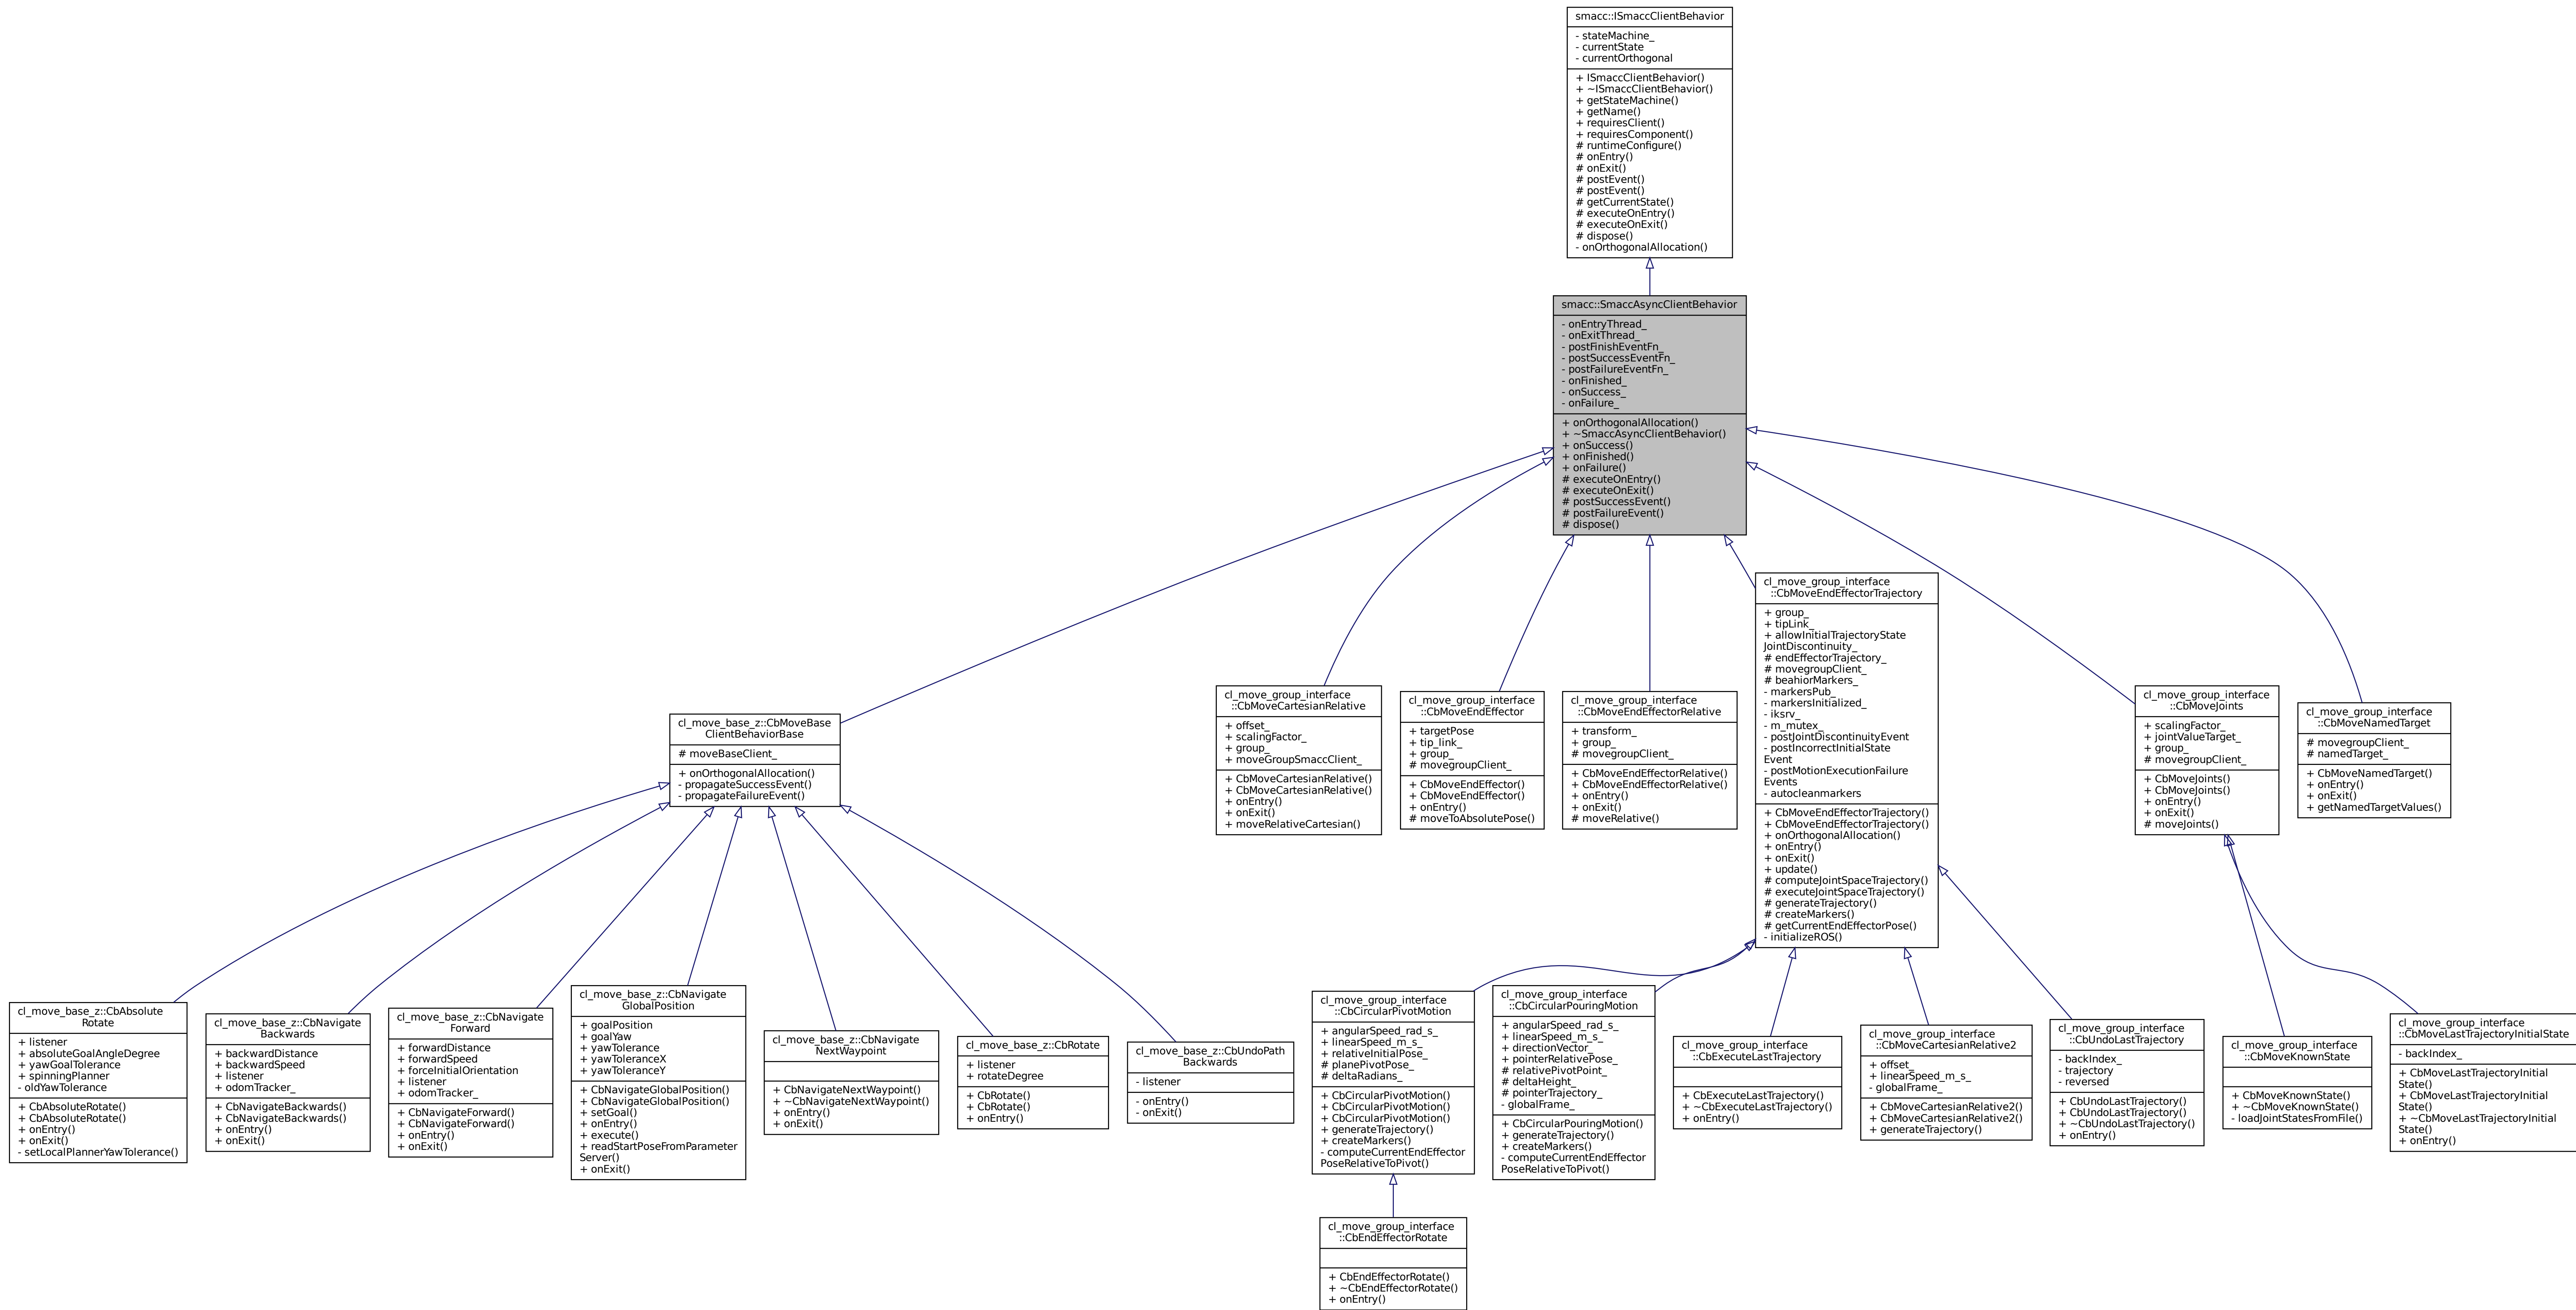 smacc::ISmaccClientBehavior
- stateMachine_
- currentState
- currentOrthogonal
+ ISmaccClientBehavior()
+ ~ISmaccClientBehavior()
+ getStateMachine()
+ getName()
+ requiresClient()
+ requiresComponent()
# runtimeConfigure()
# onEntry()
# onExit()
# postEvent()
# postEvent()
# getCurrentState()
# executeOnEntry()
# executeOnExit()
# dispose()
- onOrthogonalAllocation()
smacc::SmaccAsyncClientBehavior
- onEntryThread_
- onExitThread_
- postFinishEventFn_
- postSuccessEventFn_
- postFailureEventFn_
- onFinished_
- onSuccess_
- onFailure_
+ onOrthogonalAllocation()
+ ~SmaccAsyncClientBehavior()
+ onSuccess()
+ onFinished()
+ onFailure()
# executeOnEntry()
# executeOnExit()
# postSuccessEvent()
# postFailureEvent()
# dispose()
cl_move_base_z::CbMoveBase
ClientBehaviorBase
# moveBaseClient_
+ onOrthogonalAllocation()
- propagateSuccessEvent()
- propagateFailureEvent()
cl_move_group_interface
::CbMoveCartesianRelative
+ offset_
+ scalingFactor_
+ group_
+ moveGroupSmaccClient_
+ CbMoveCartesianRelative()
+ CbMoveCartesianRelative()
+ onEntry()
+ onExit()
+ moveRelativeCartesian()
cl_move_group_interface
::CbMoveEndEffector
+ targetPose
+ tip_link_
+ group_
# movegroupClient_
+ CbMoveEndEffector()
+ CbMoveEndEffector()
+ onEntry()
# moveToAbsolutePose()
cl_move_group_interface
::CbMoveEndEffectorRelative
+ transform_
+ group_
# movegroupClient_
+ CbMoveEndEffectorRelative()
+ CbMoveEndEffectorRelative()
+ onEntry()
+ onExit()
# moveRelative()
cl_move_group_interface
::CbMoveEndEffectorTrajectory
+ group_
+ tipLink_
+ allowInitialTrajectoryState
JointDiscontinuity_
# endEffectorTrajectory_
# movegroupClient_
# beahiorMarkers_
- markersPub_
- markersInitialized_
- iksrv_
- m_mutex_
- postJointDiscontinuityEvent
- postIncorrectInitialState
Event
- postMotionExecutionFailure
Events
- autocleanmarkers
+ CbMoveEndEffectorTrajectory()
+ CbMoveEndEffectorTrajectory()
+ onOrthogonalAllocation()
+ onEntry()
+ onExit()
+ update()
# computeJointSpaceTrajectory()
# executeJointSpaceTrajectory()
# generateTrajectory()
# createMarkers()
# getCurrentEndEffectorPose()
- initializeROS()
cl_move_group_interface
::CbMoveJoints
+ scalingFactor_
+ jointValueTarget_
+ group_
# movegroupClient_
+ CbMoveJoints()
+ CbMoveJoints()
+ onEntry()
+ onExit()
# moveJoints()
cl_move_group_interface
::CbMoveNamedTarget
# movegroupClient_
# namedTarget_
+ CbMoveNamedTarget()
+ onEntry()
+ onExit()
+ getNamedTargetValues()
cl_move_base_z::CbAbsolute
Rotate
+ listener
+ absoluteGoalAngleDegree
+ yawGoalTolerance
+ spinningPlanner
- oldYawTolerance
+ CbAbsoluteRotate()
+ CbAbsoluteRotate()
+ onEntry()
+ onExit()
- setLocalPlannerYawTolerance()
cl_move_base_z::CbNavigate
Backwards
+ backwardDistance
+ backwardSpeed
+ listener
+ odomTracker_
+ CbNavigateBackwards()
+ CbNavigateBackwards()
+ onEntry()
+ onExit()
cl_move_base_z::CbNavigate
Forward
+ forwardDistance
+ forwardSpeed
+ forceInitialOrientation
+ listener
+ odomTracker_
+ CbNavigateForward()
+ CbNavigateForward()
+ onEntry()
+ onExit()
cl_move_base_z::CbNavigate
GlobalPosition
+ goalPosition
+ goalYaw
+ yawTolerance
+ yawToleranceX
+ yawToleranceY
+ CbNavigateGlobalPosition()
+ CbNavigateGlobalPosition()
+ setGoal()
+ onEntry()
+ execute()
+ readStartPoseFromParameter
Server()
+ onExit()
cl_move_base_z::CbNavigate
NextWaypoint
+ CbNavigateNextWaypoint()
+ ~CbNavigateNextWaypoint()
+ onEntry()
+ onExit()
cl_move_base_z::CbRotate
+ listener
+ rotateDegree
+ CbRotate()
+ CbRotate()
+ onEntry()
cl_move_base_z::CbUndoPath
Backwards
- listener
- onEntry()
- onExit()
cl_move_group_interface
::CbCircularPivotMotion
+ angularSpeed_rad_s_
+ linearSpeed_m_s_
+ relativeInitialPose_
# planePivotPose_
# deltaRadians_
+ CbCircularPivotMotion()
+ CbCircularPivotMotion()
+ CbCircularPivotMotion()
+ generateTrajectory()
+ createMarkers()
- computeCurrentEndEffector
PoseRelativeToPivot()
cl_move_group_interface
::CbCircularPouringMotion
+ angularSpeed_rad_s_
+ linearSpeed_m_s_
+ directionVector_
+ pointerRelativePose_
# relativePivotPoint_
# deltaHeight_
# pointerTrajectory_
- globalFrame_
+ CbCircularPouringMotion()
+ generateTrajectory()
+ createMarkers()
- computeCurrentEndEffector
PoseRelativeToPivot()
cl_move_group_interface
::CbExecuteLastTrajectory
+ CbExecuteLastTrajectory()
+ ~CbExecuteLastTrajectory()
+ onEntry()
cl_move_group_interface
::CbMoveCartesianRelative2
+ offset_
+ linearSpeed_m_s_
- globalFrame_
+ CbMoveCartesianRelative2()
+ CbMoveCartesianRelative2()
+ generateTrajectory()
cl_move_group_interface
::CbUndoLastTrajectory
- backIndex_
- trajectory
- reversed
+ CbUndoLastTrajectory()
+ CbUndoLastTrajectory()
+ ~CbUndoLastTrajectory()
+ onEntry()
cl_move_group_interface
::CbMoveKnownState
+ CbMoveKnownState()
+ ~CbMoveKnownState()
- loadJointStatesFromFile()
cl_move_group_interface
::CbMoveLastTrajectoryInitialState
- backIndex_
+ CbMoveLastTrajectoryInitial
State()
+ CbMoveLastTrajectoryInitial
State()
+ ~CbMoveLastTrajectoryInitial
State()
+ onEntry()
cl_move_group_interface
::CbEndEffectorRotate
+ CbEndEffectorRotate()
+ ~CbEndEffectorRotate()
+ onEntry()